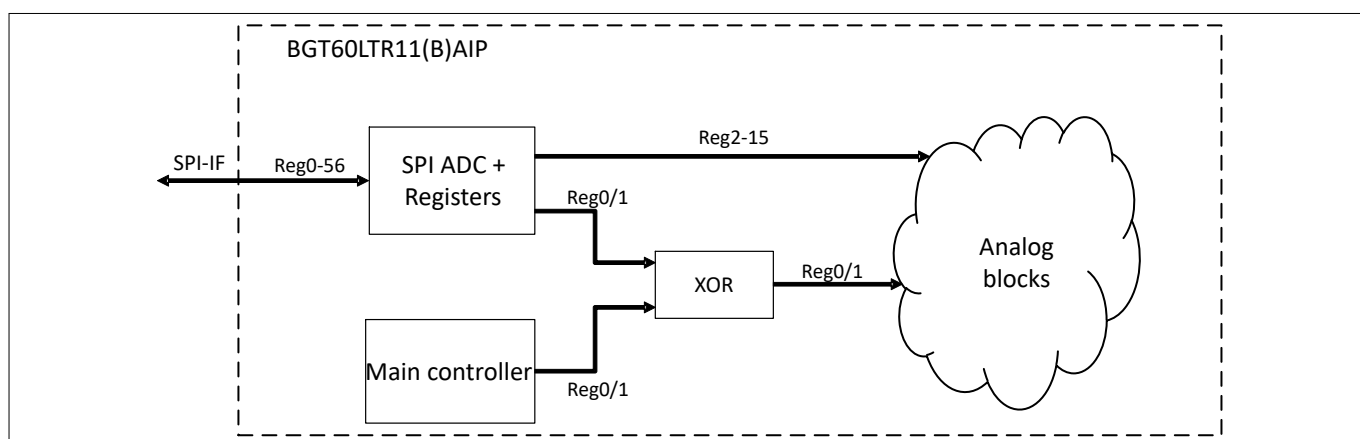 BGT60LTR11(B)AIP
SPI-IF
Reg0-56
SPI ADC +
Registers
Reg2-15
Reg0/1
XOR
Reg0/1
Analog
blocks
Main controller
Reg0/1